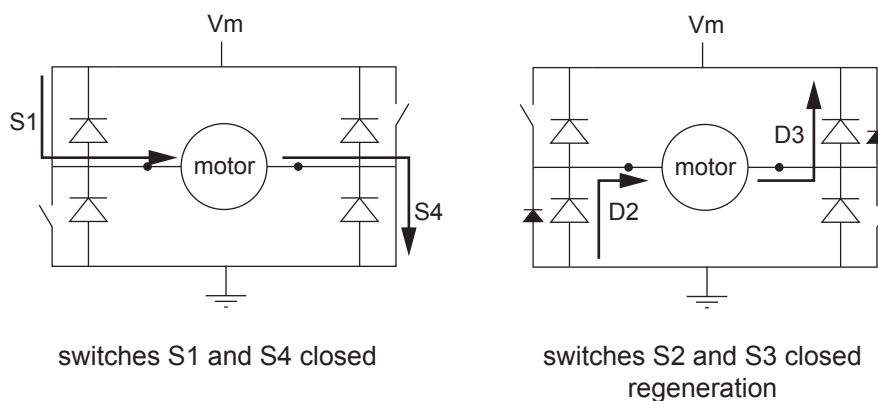 Vm
S1
motor
S4
switches S1 and S4 closed
Vm
D3
motor
D2
switches S2 and S3 closed
regeneration